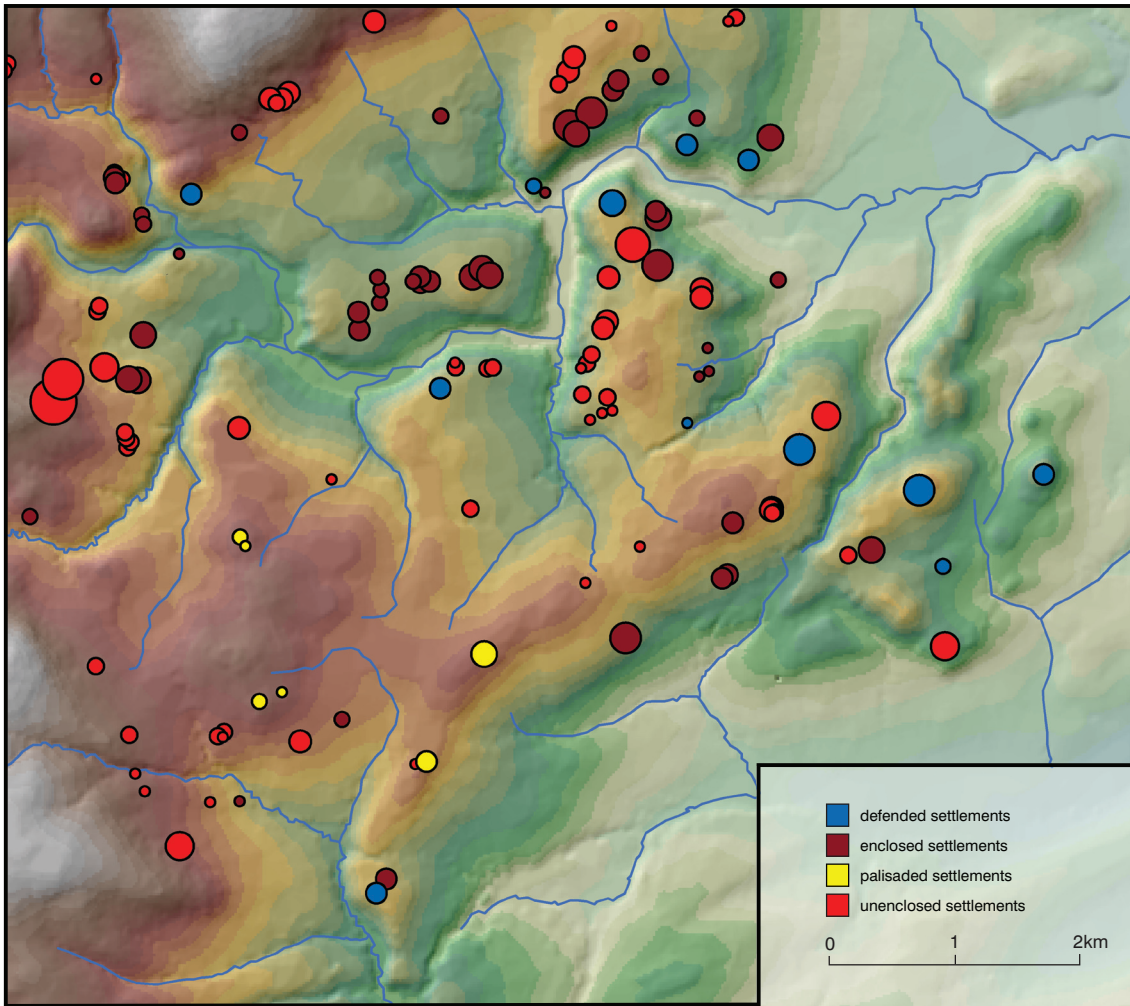 defended settlements
enclosed settlements
palisaded settlements
unenclosed settlements
0 1 2km